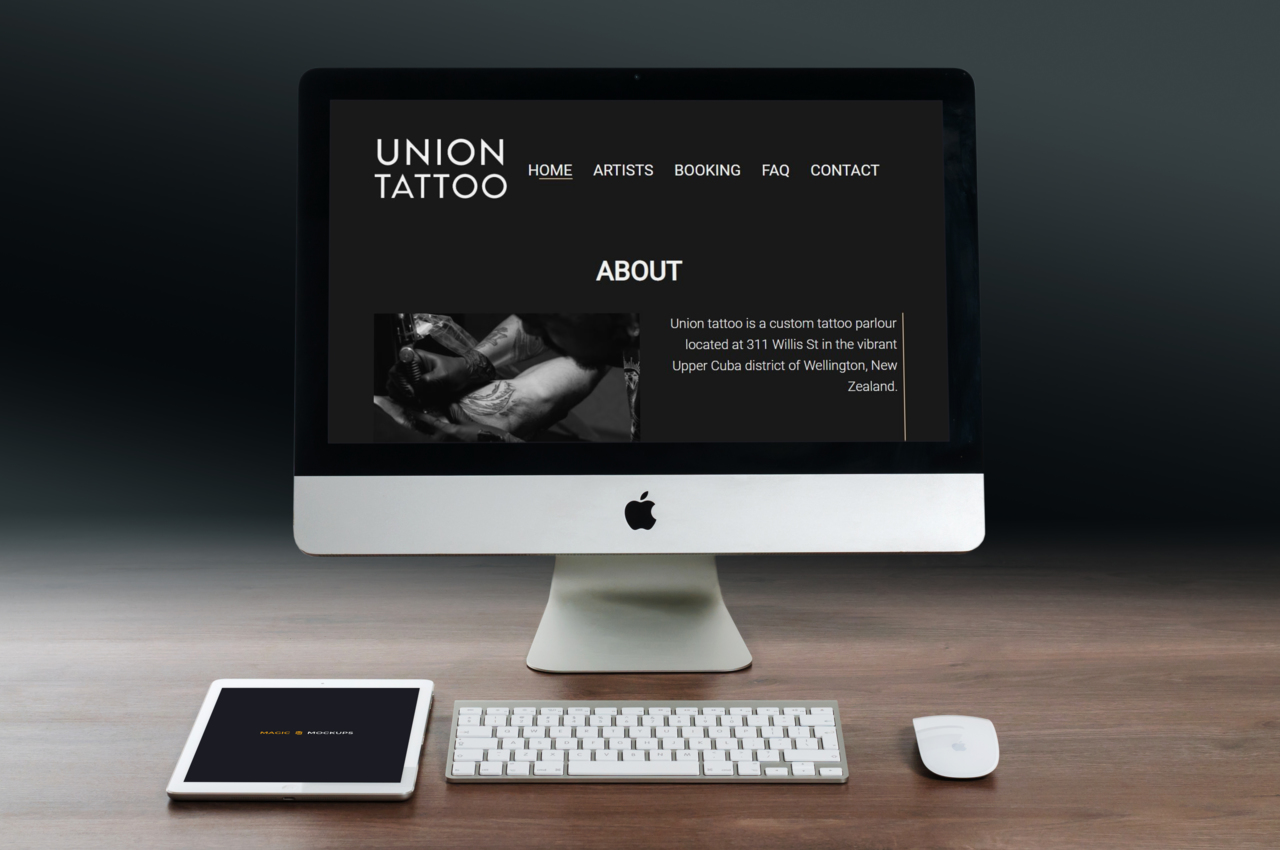 UNION
TATTOO
HOME ARTISTS BOOKING FAQ CONTACT
ABOUT
Union tattoo is a custom tattoo parlour
located at 311 Willis St in the vibrant
Upper Cuba district of Wellington, New
Zealand.
MAGIC MOCKUPS